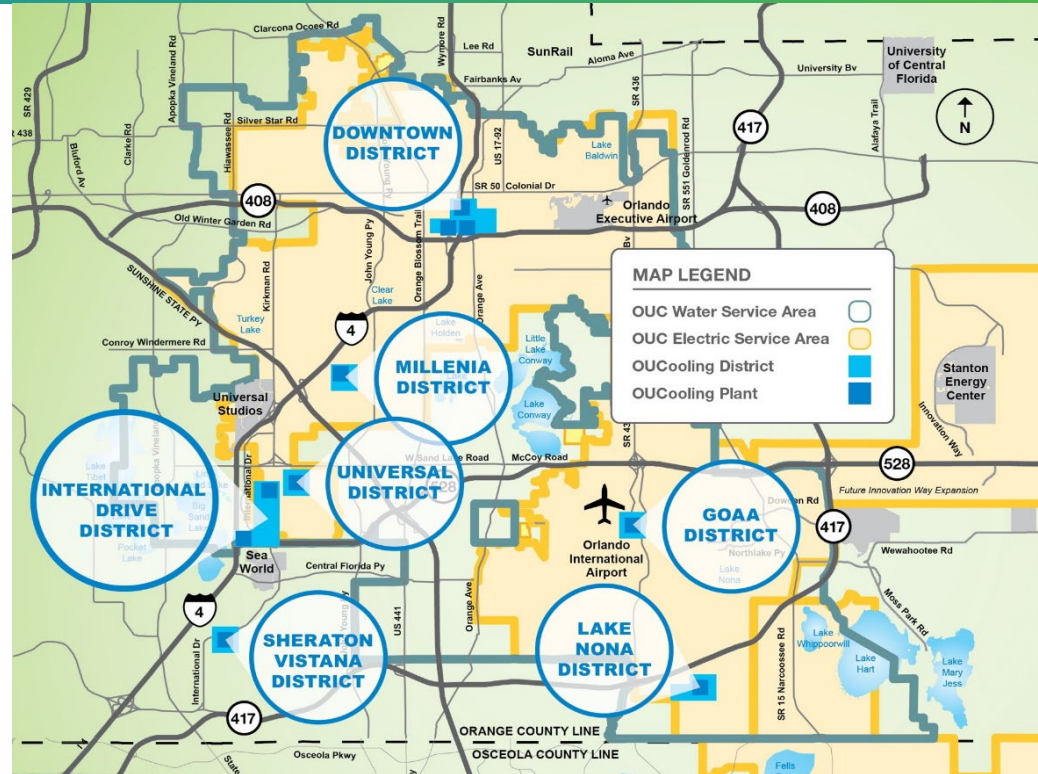 Clarcona Ocoee Rd
Lee Rd
SunRail
Aloma Ave
University
of Central
Florida
Apopka Vineland Rd
Wymore Rd
Fairbanks Av
SR 436
University Bv
SR 429
Silver Star Rd
Clarke Rd
Hiawassee Rd
Bluford Av
DOWNTOWN
DISTRICT
US 17-92
Lake
Baldwin
SR 551 Goldenrod Rd
417
Alafaya Trail
N
SR 50 Colonial Dr
408
Old Winter Garden Rd
Orlando
Executive Airport
408
John Young Py
Orange Blossom Trail
Kirkman Rd
SUNSHINE STATE PY
Clear
Lake
Orange Ave
MAP LEGEND
OUC Water Service Area
OUC Electric Service Area
OUCooling District
OUCooling Plant
Turkey
Lake
4
Conroy Windermere Rd
Lake
Holden
Little
Lake
Conway
MILLENIA
DISTRICT
Lake
Conway
Universal
Studios
Stanton
Energy
Center
Innovation Way
McCoy Road
528
Future Innovation Way Expansion
UNIVERSAL
DISTRICT
528
INTERNATIONAL
DRIVE
DISTRICT
GOAA
DISTRICT
417
Pocket
Lake
Sea
World
Orlando
International
Airport
Northlake Py
Lake
Nona
Wewahootee Rd
Central Florida Py
Orange Ave
US 441
Moss Park Rd
4
International Dr
SHERATON
VISTANA
DISTRICT
LAKE
NONA
DISTRICT
Lake
Whippoorwill
Lake
Hart
Lake
Mary
Jess
SR 15 Narcoossee Rd
417
ORANGE COUNTY LINE
OSCEOLA COUNTY LINE
Osceola Pkwy
Fells